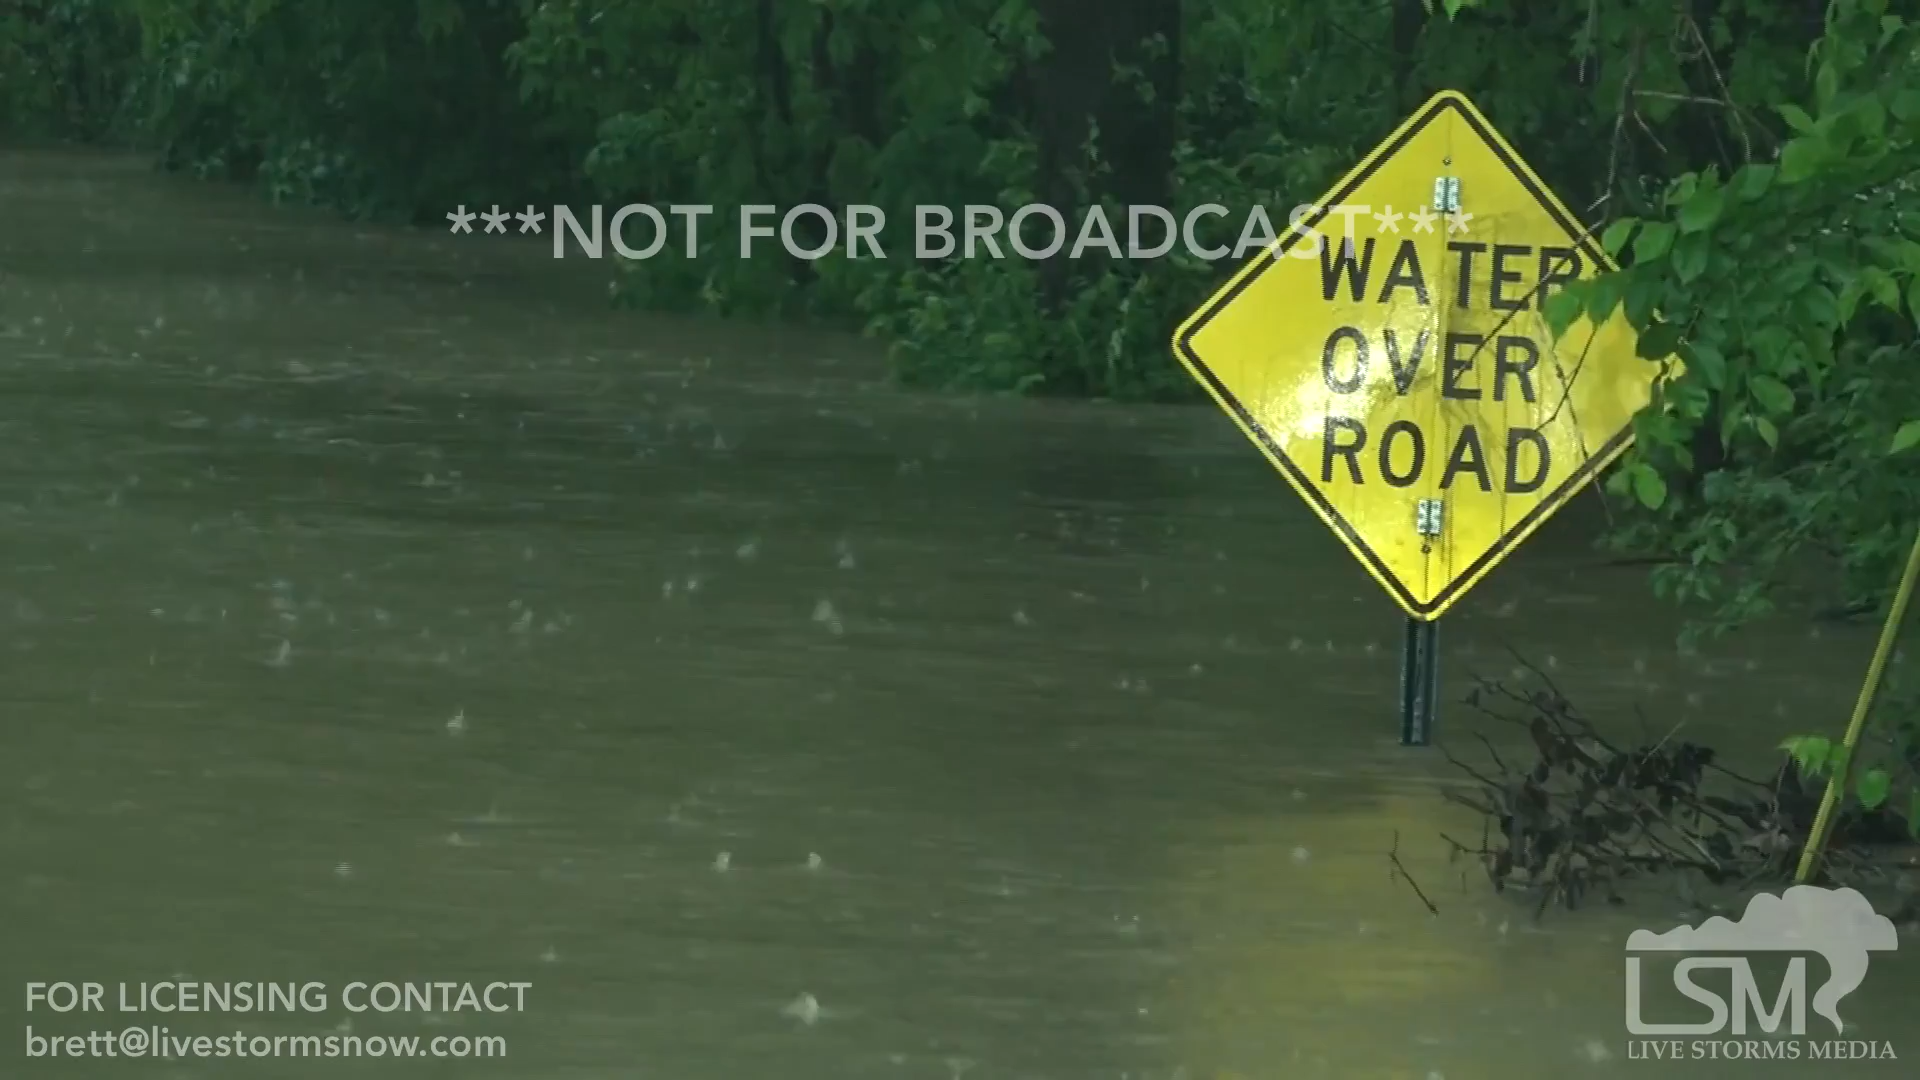 ***NOT FOR BROADCAST***
WATER
OVER
ROAD
FOR LICENSING CONTACT
brett@livestormsnow.com
LSM
LIVE STORMS MEDIA